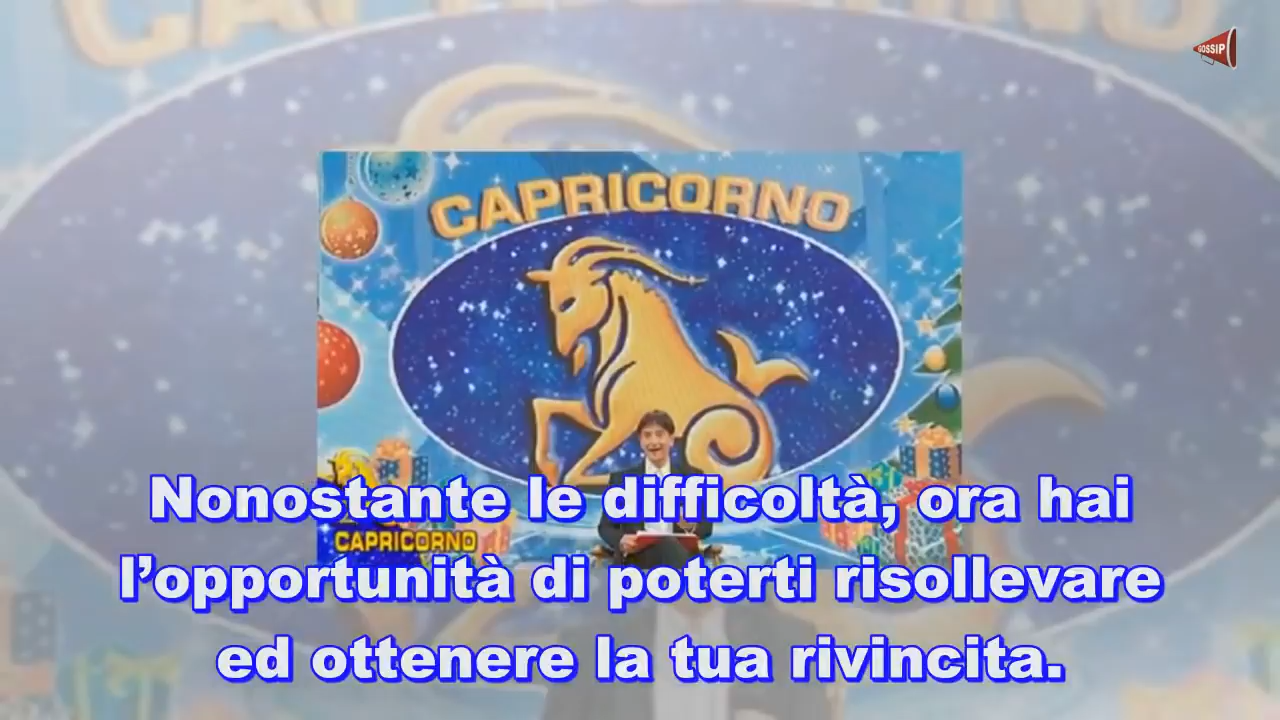 GOSSIP
CAPRICORNO
CAPRICORNO
Nonostante le difficoltà, ora hai
l’opportunità di poterti risollevare
ed ottenere la tua rivincita.